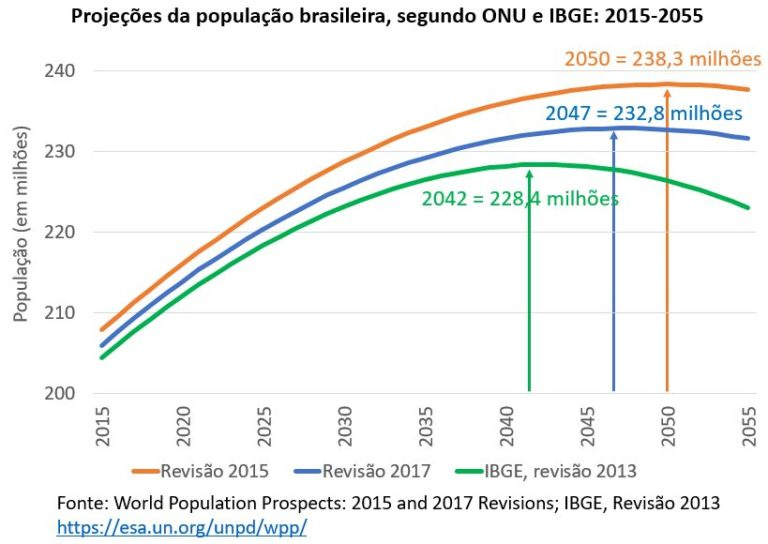 Projeções da população brasileira, segundo ONU e IBGE: 2015-2055
2050 = 238,3 milhões
2047 = 232,8 milhões
2042 = 228,4 milhões
População (em milhões)
240
230
220
210
200
2015
2020
2025
2030
2035
2040
2045
2050
2055
Revisão 2015
Revisão 2017
IBGE, revisão 2013
Fonte: World Population Prospects: 2015 and 2017 Revisions; IBGE, Revisão 2013
https://esa.un.org/unpd/wpp/